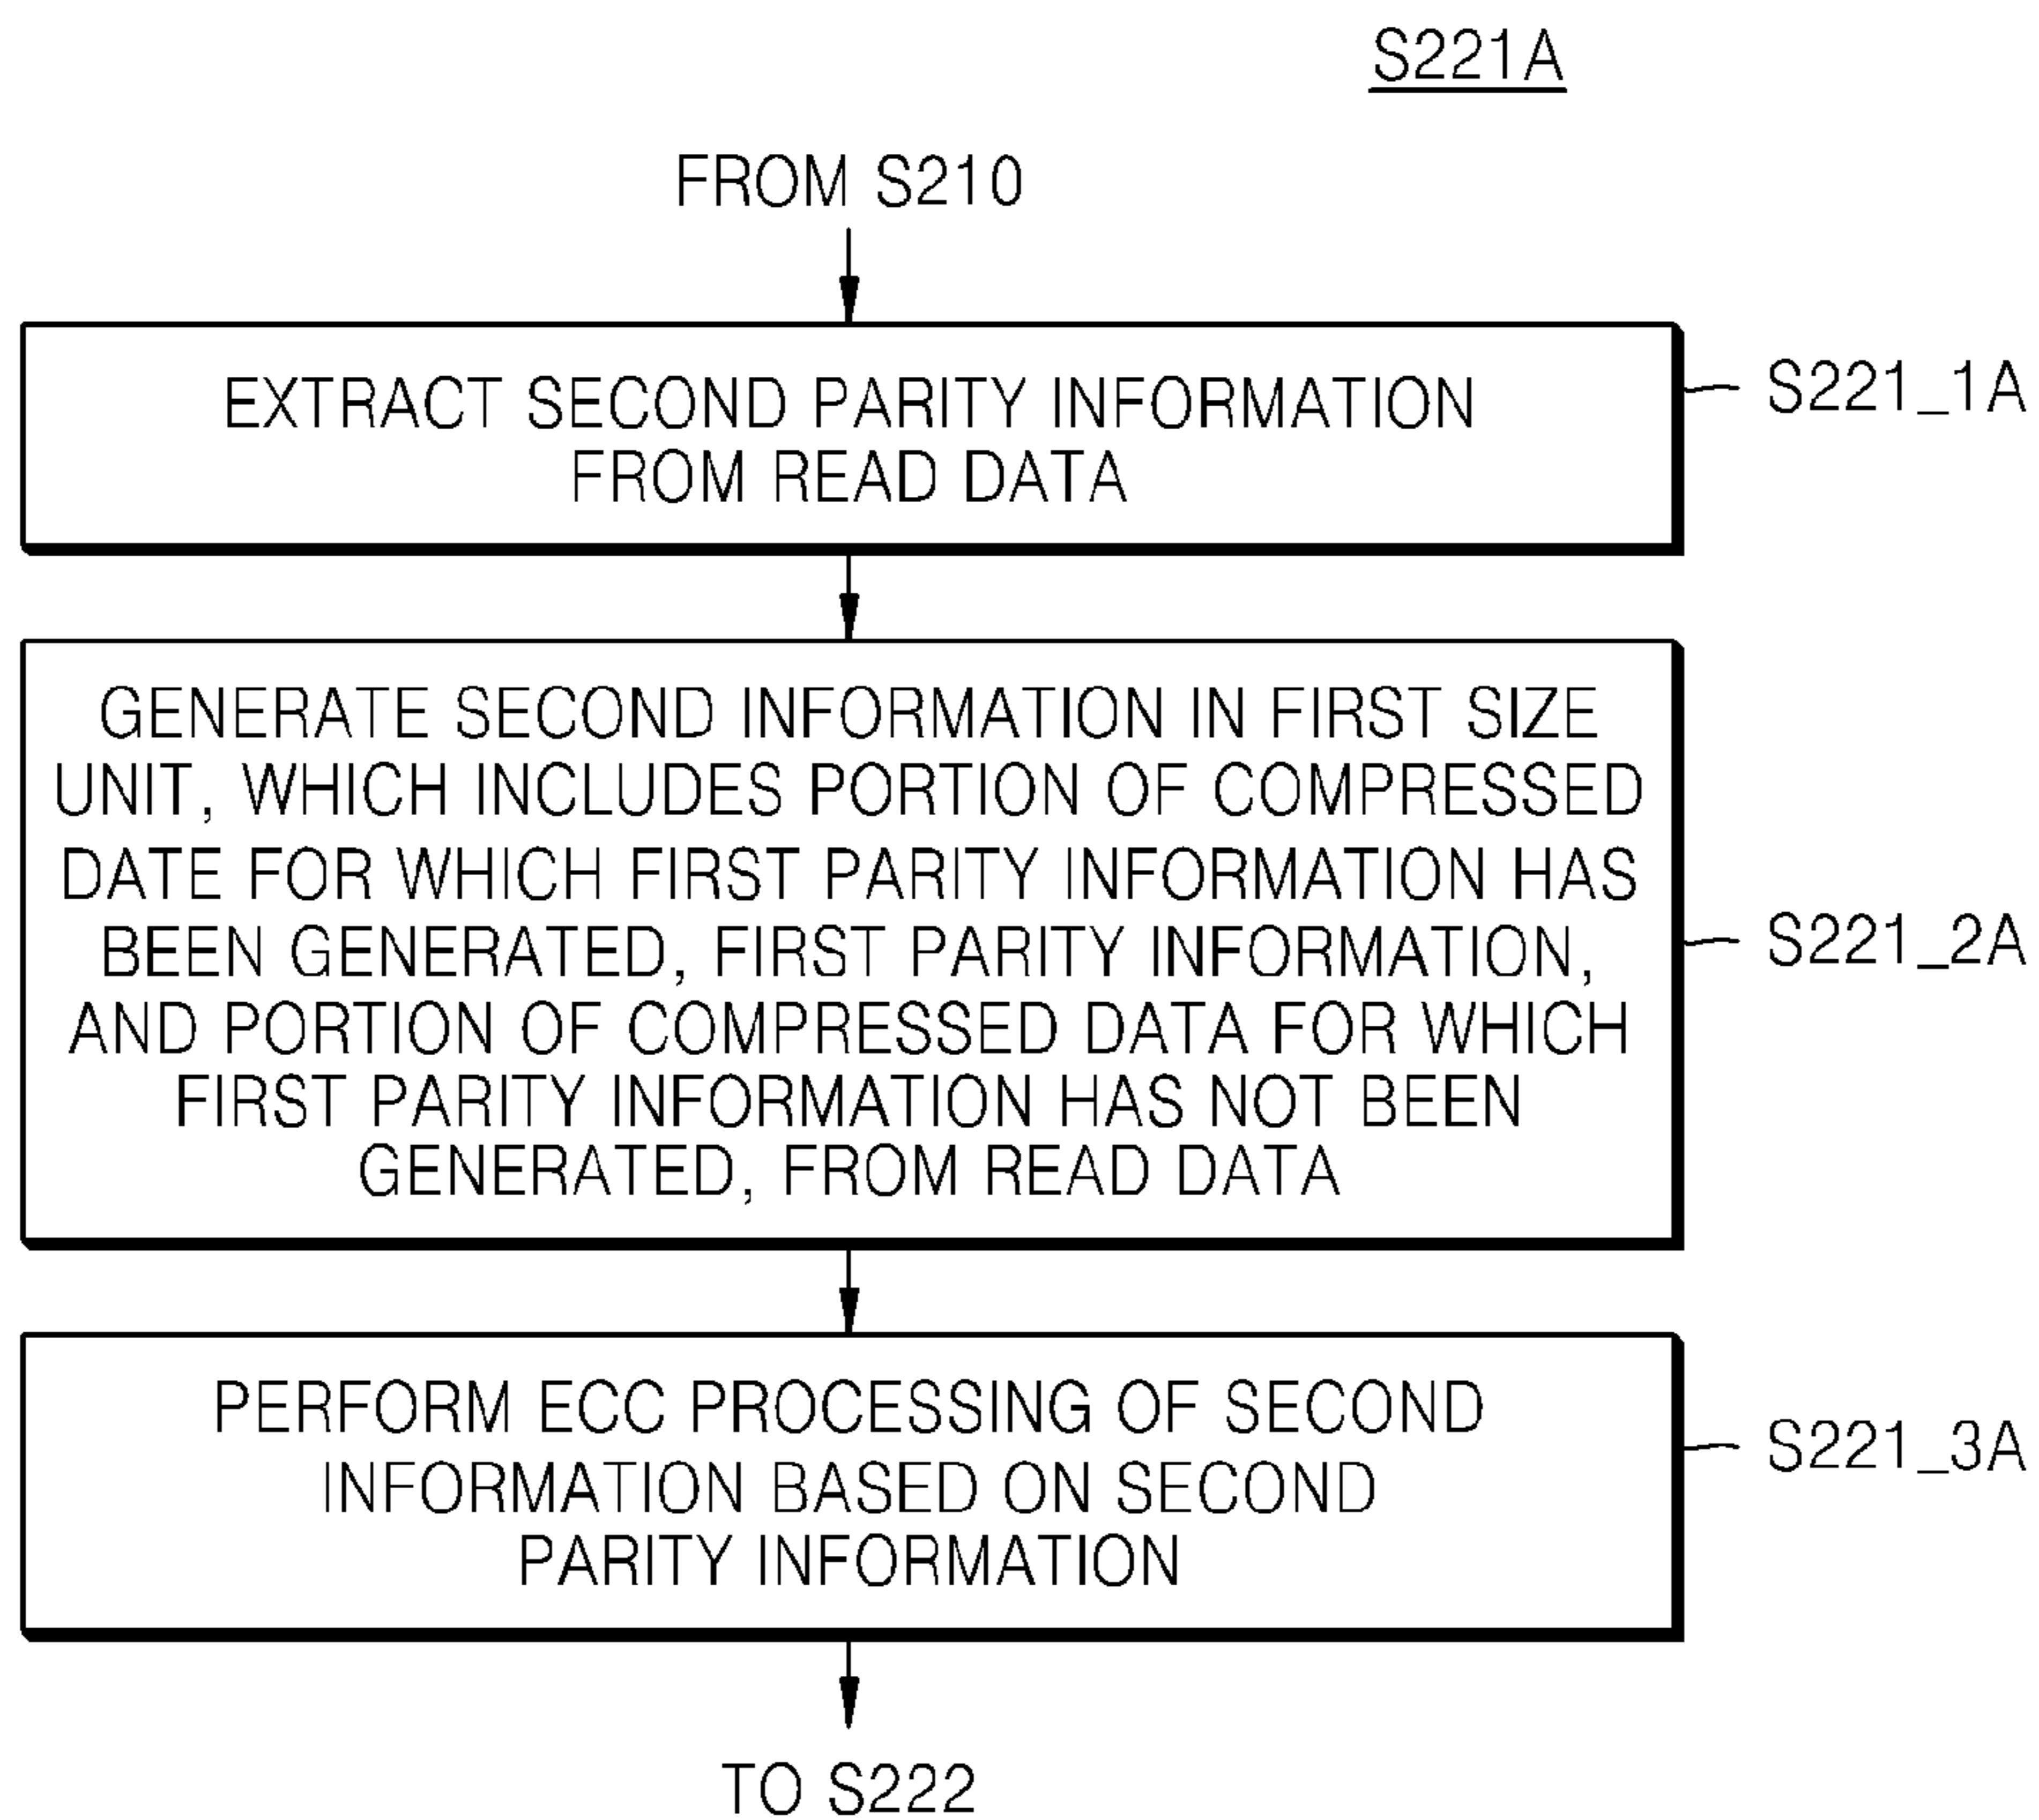 S221A
FROM S210
EXTRACT SECOND PARITY INFORMATION
FROM READ DATA
S221_1A
GENERATE SECOND INFORMATION IN FIRST SIZE
UNIT, WHICH INCLUDES PORTION OF COMPRESSED
DATE FOR WHICH FIRST PARITY INFORMATION HAS
BEEN GENERATED, FIRST PARITY INFORMATION,
AND PORTION OF COMPRESSED DATA FOR WHICH
FIRST PARITY INFORMATION HAS NOT BEEN
GENERATED, FROM READ DATA
S221_2A
PERFORM ECC PROCESSING OF SECOND
INFORMATION BASED ON SECOND
PARITY INFORMATION
S221_3A
TO S222